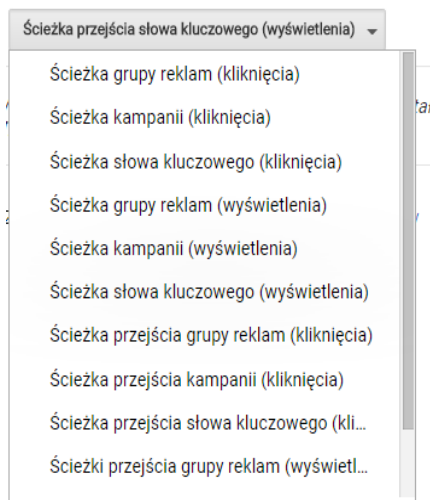 Ścieżka przejścia słowa kluczowego (wyświetlenia)
Ścieżka grupy reklam (kliknięcia)
Ścieżka kampanii (kliknięcia)
Ścieżka słowa kluczowego (kliknięcia)
Ścieżka grupy reklam (wyświetlenia)
Ścieżka kampanii (wyświetlenia)
Ścieżka słowa kluczowego (wyświetlenia)
Ścieżka przejścia grupy reklam (kliknięcia)
Ścieżka przejścia kampanii (kliknięcia)
Ścieżka przejścia słowa kluczowego (kli...
Ścieżki przejścia grupy reklam (wyświetl...